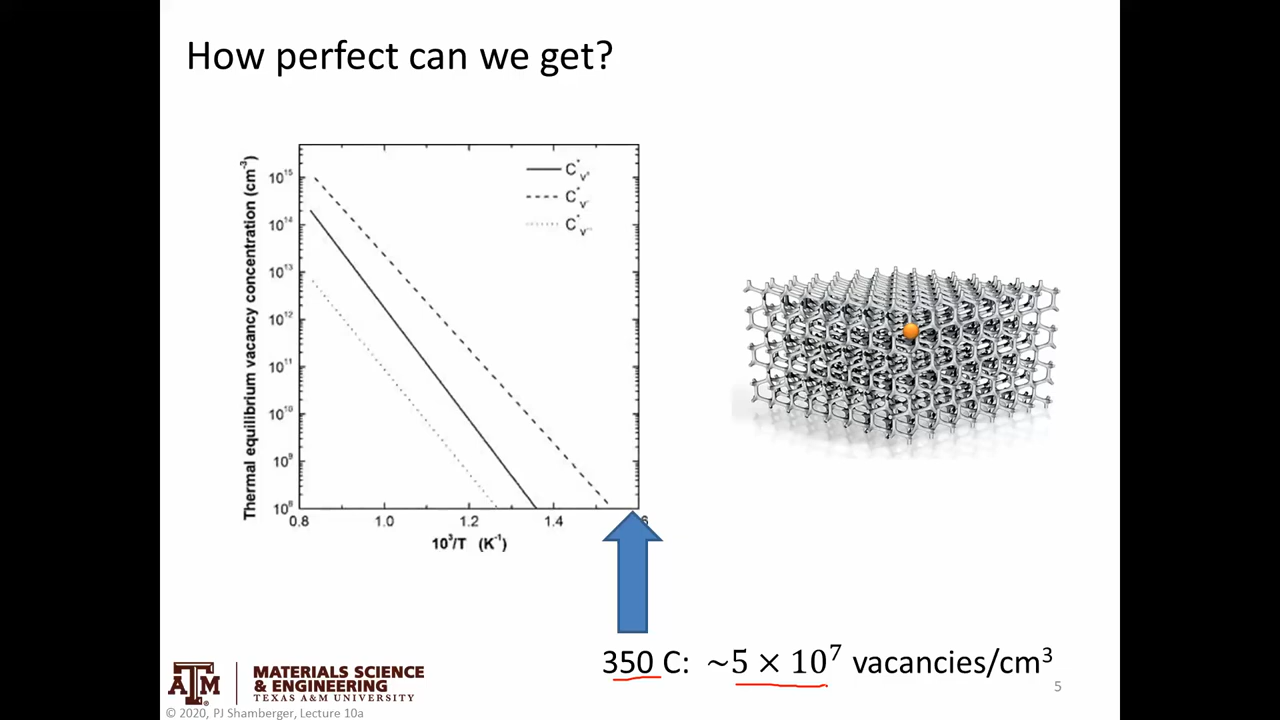 How perfect can we get?
Thermal equilibrium vacancy concentration (cm⁻³)
10¹⁵
10¹⁴
10¹³
10¹²
10¹¹
10¹⁰
10⁹
10⁸
C*
C*
C*
0.8 1.0 1.2 1.4 6
10³/T (K⁻¹)
350 C: ~5 × 10⁷ vacancies/cm³
5
ATM
MATERIALS SCIENCE
& ENGINEERING
TEXAS A&M UNIVERSITY
© 2020, PJ Shamberger, Lecture 10a